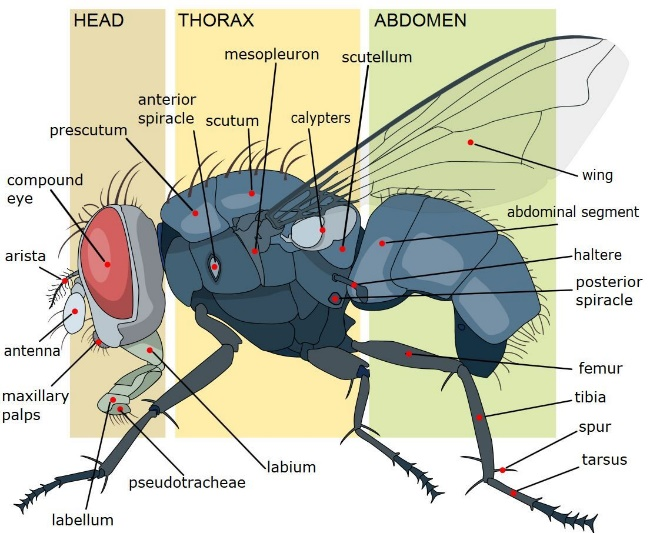 HEAD
THORAX
ABDOMEN
mesopleuron
scutellum
anterior
spiracle
scutum
calypters
prescutum
compound
eye
wing
abdominal segment
arista
haltere
posterior
spiracle
antenna
femur
maxillary
palps
tibia
spur
tarsus
labium
pseudotracheae
labellum